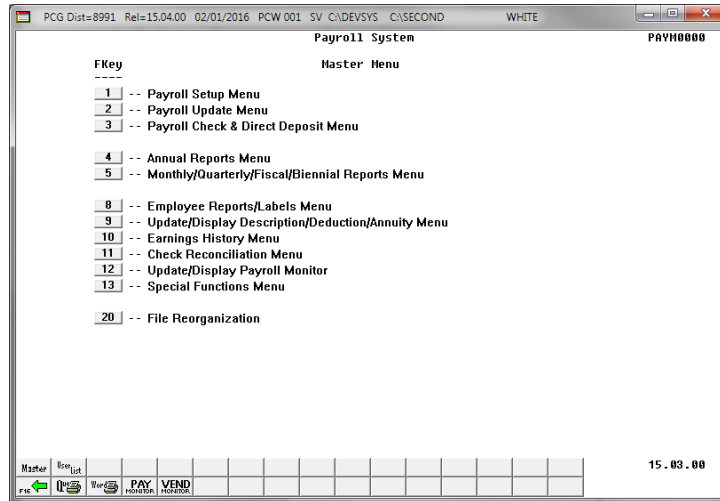 PCG Dist=8991 Rel=15.04.00 02/01/2016 PCW 001 SV C:\DEVSYS C:\SECOND WHITE
Payroll System PAYM0000
FKey Master Menu
----
1 -- Payroll Setup Menu
2 -- Payroll Update Menu
3 -- Payroll Check & Direct Deposit Menu
4 -- Annual Reports Menu
5 -- Monthly/Quarterly/Fiscal/Biennial Reports Menu
8 -- Employee Reports/Labels Menu
9 -- Update/Display Description/Deduction/Annuity Menu
10 -- Earnings History Menu
11 -- Check Reconciliation Menu
12 -- Update/Display Payroll Monitor
13 -- Special Functions Menu
20 -- File Reorganization
Master User List 15.03.00
F16 Que Word PAY MONITOR VEND MONITOR